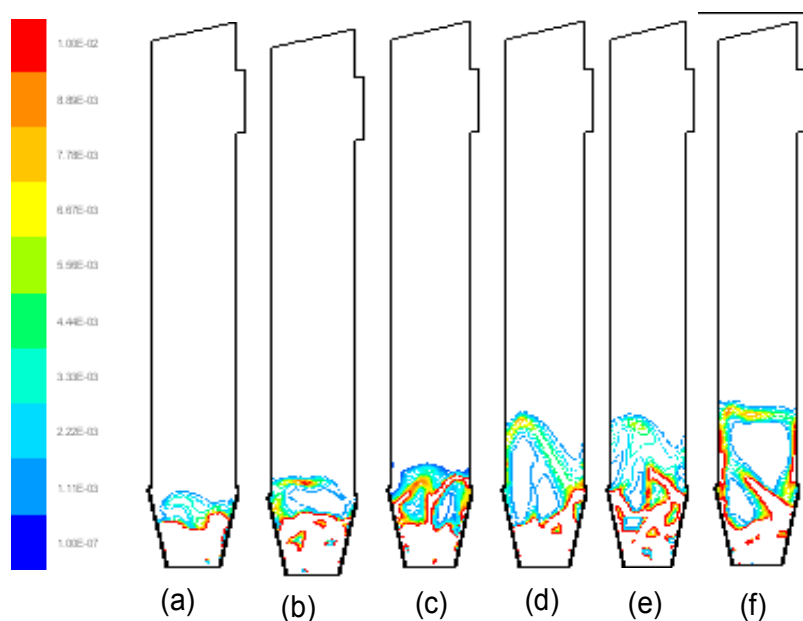 1.00E-02
8.89E-03
7.78E-03
6.67E-03
5.56E-03
4.44E-03
3.33E-03
2.22E-03
1.11E-03
1.00E-07
(a) (b) (c) (d) (e) (f)